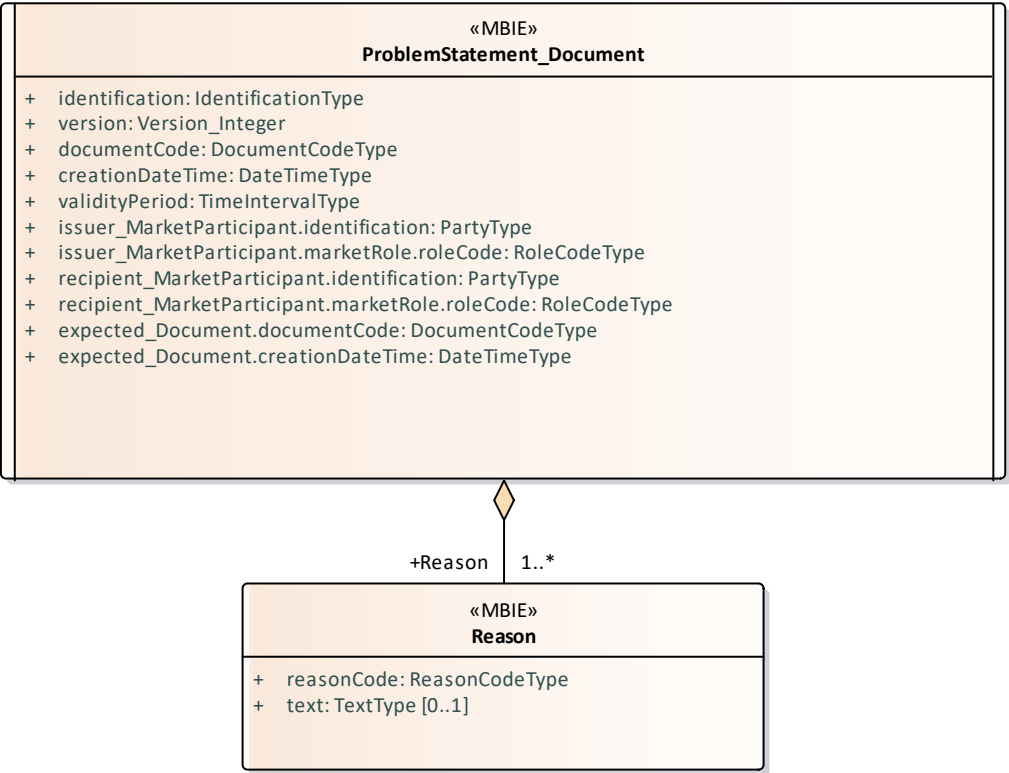 «MBIE»
ProblemStatement_Document
+ identification: IdentificationType
+ version: Version_Integer
+ documentCode: DocumentCodeType
+ creationDateTime: DateTimeType
+ validityPeriod: TimeIntervalType
+ issuer_MarketParticipant.identification: PartyType
+ issuer_MarketParticipant.marketRole.roleCode: RoleCodeType
+ recipient_MarketParticipant.identification: PartyType
+ recipient_MarketParticipant.marketRole.roleCode: RoleCodeType
+ expected_Document.documentCode: DocumentCodeType
+ expected_Document.creationDateTime: DateTimeType
+Reason 1..*
«MBIE»
Reason
+ reasonCode: ReasonCodeType
+ text: TextType [0..1]